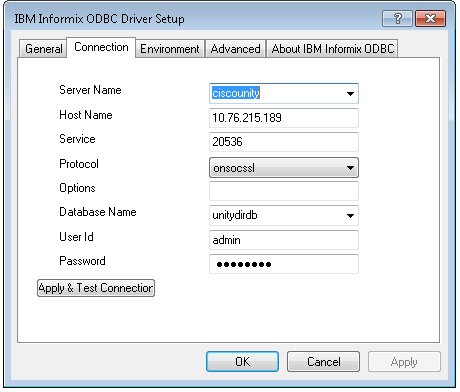 IBM Informix ODBC Driver Setup
General Connection Environment Advanced About IBM Informix ODBC
Server Name ciscounity
Host Name 10.76.215.189
Service 20536
Protocol onsocssl
Options
Database Name unitydirdb
User Id admin
Password ●●●●●●●●
Apply & Test Connection
OK Cancel Apply